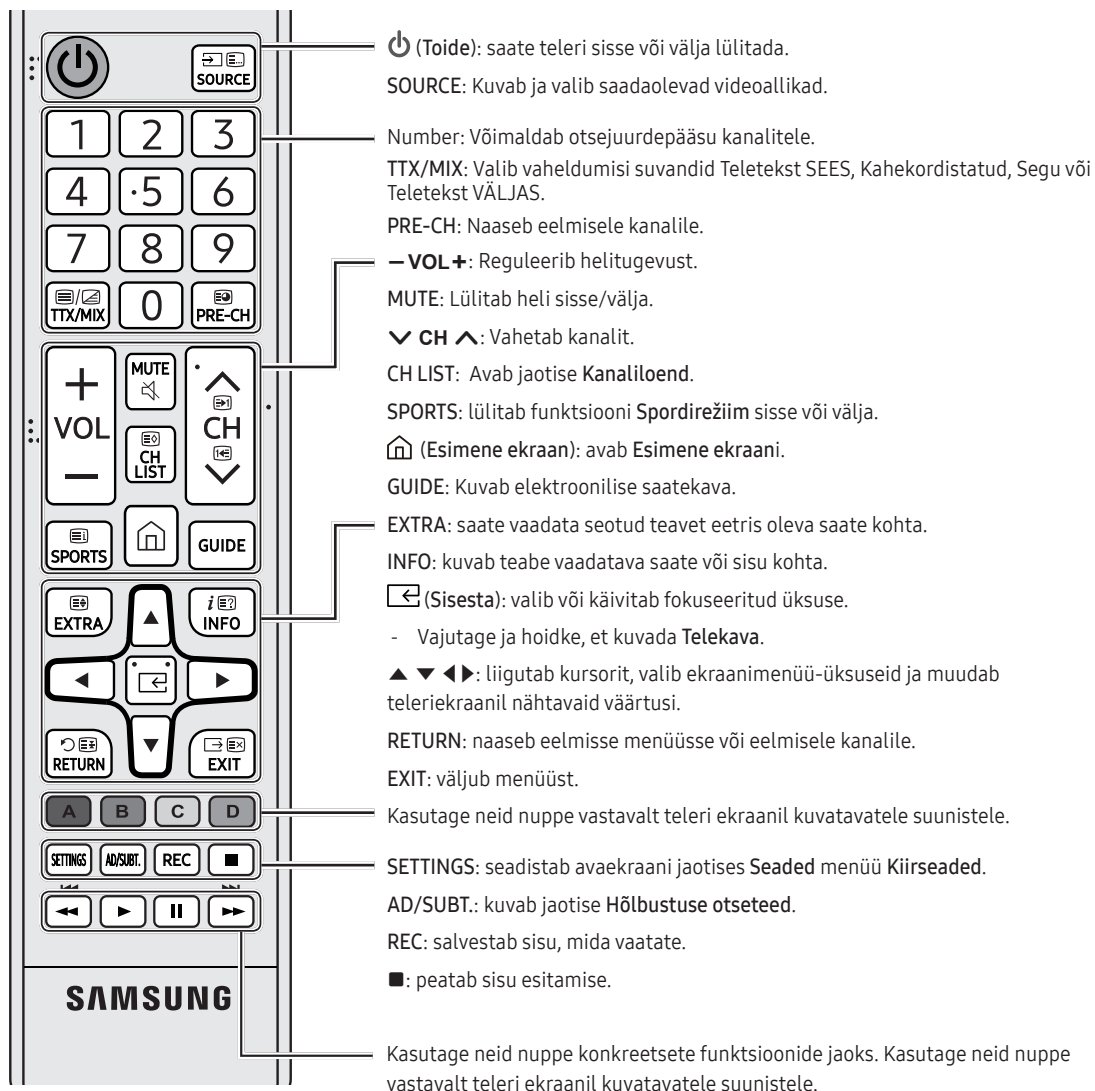 SOURCE
1 2 3
4 ·5 6
7 8 9
TTX/MIX 0 PRE-CH
+ VOL —
MUTE
CH
CH LIST
SPORTS
GUIDE
EXTRA
i INFO
RETURN
EXIT
A B C D
SETTINGS AD/SUBT. REC
SAMSUNG
(Toide): saate teleri sisse või välja lülitada.
SOURCE: Kuvab ja valib saadaolevad videoallikad.
Number: Võimaldab otsejuurdepääsu kanalitele.
TTX/MIX: Valib vaheldumisi suvandid Teletekst SEES, Kahekordistatud, Segu või
Teletekst VÄLJAS.
PRE-CH: Naaseb eelmisele kanalile.
– VOL +: Reguleerib helitugevust.
MUTE: Lülitab heli sisse/välja.
CH : Vahetab kanalit.
CH LIST: Avab jaotise Kanaliloend.
SPORTS: lülitab funktsiooni Spordirežiim sisse või välja.
(Esimene ekraan): avab Esimene ekraani.
GUIDE: Kuvab elektroonilise saatekava.
EXTRA: saate vaadata seotud teavet eetris oleva saate kohta.
INFO: kuvab teabe vaadatava saate või sisu kohta.
(Sisesta): valib või käivitab fokuseeritud üksuse.
- Vajutage ja hoidke, et kuvada Telekava.
▲ ▼ ◀ ▶: liigutab kursorit, valib ekraanimenüü-üksuseid ja muudab
teleriekraanil nähtavaid väärtusi.
RETURN: naaseb eelmisse menüüsse või eelmisele kanalile.
EXIT: väljub menüüst.
Kasutage neid nuppe vastavalt teleri ekraanil kuvatavatele suunistele.
SETTINGS: seadistab avaekraani jaotises Seaded menüü Kiirseaded.
AD/SUBT.: kuvab jaotise Hõlbustuse otseteed.
REC: salvestab sisu, mida vaatate.
■: peatab sisu esitamise.
Kasutage neid nuppe konkreetsete funktsioonide jaoks. Kasutage neid nuppe
vastavalt teleri ekraanil kuvatavatele suunistele.